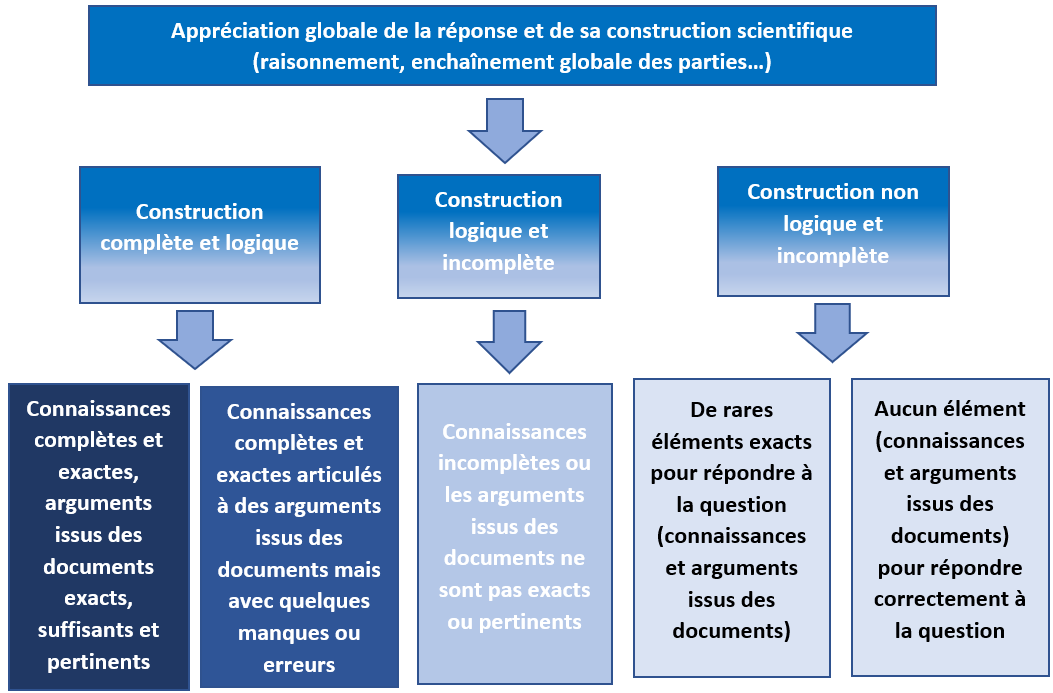 Appréciation globale de la réponse et de sa construction scientifique
(raisonnement, enchaînement globale des parties…)
Construction
complète et logique
Construction
logique et
incomplète
Construction non
logique et
incomplète
Connaissances
complètes et
exactes,
arguments
issus des
documents
exacts,
suffisants et
pertinents
Connaissances
complètes et
exactes articulés
à des arguments
issus des
documents mais
avec quelques
manques ou
erreurs
Connaissances
incomplètes ou
les arguments
issus des
documents ne
sont pas exacts
ou pertinents
De rares
éléments exacts
pour répondre à
la question
(connaissances
et arguments
issus des
documents)
Aucun élément
(connaissances
et arguments
issus des
documents)
pour répondre
correctement à
la question